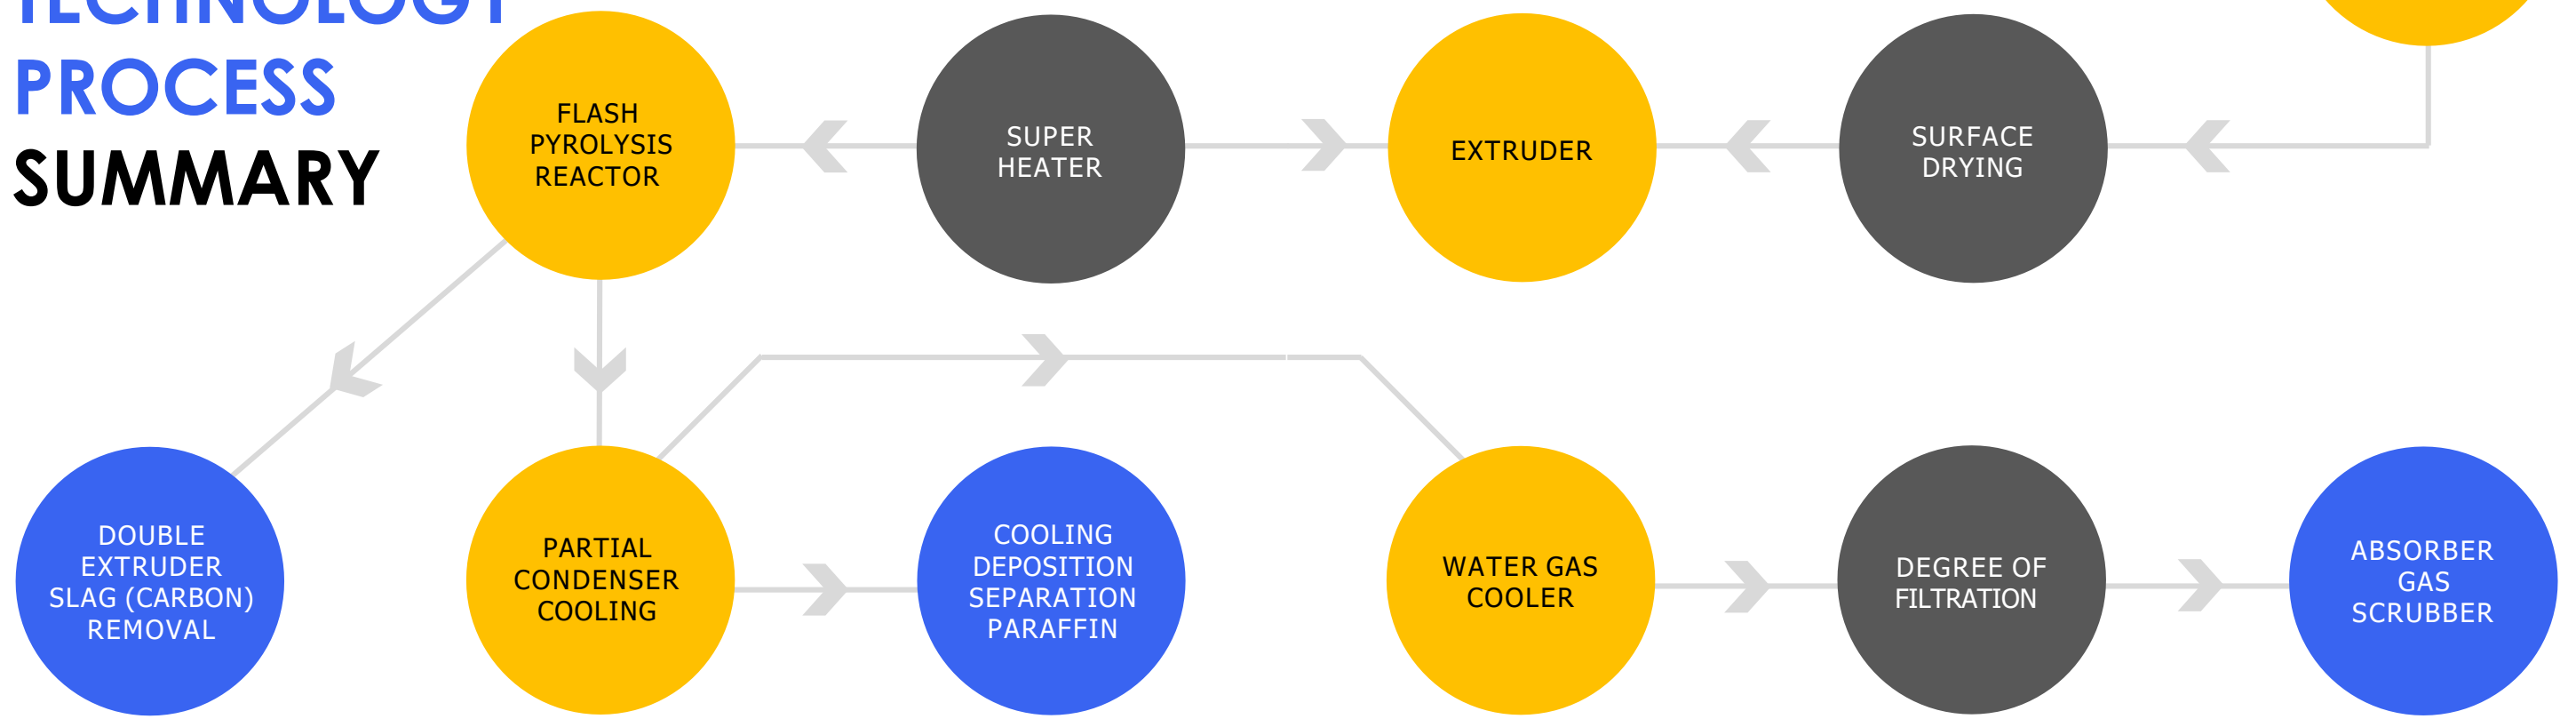 TECHNOLOGY
PROCESS
SUMMARY
FLASH
PYROLYSIS
REACTOR
SUPER
HEATER
EXTRUDER
SURFACE
DRYING
DOUBLE
EXTRUDER
SLAG (CARBON)
REMOVAL
PARTIAL
CONDENSER
COOLING
COOLING
DEPOSITION
SEPARATION
PARAFFIN
WATER GAS
COOLER
DEGREE OF
FILTRATION
ABSORBER
GAS
SCRUBBER